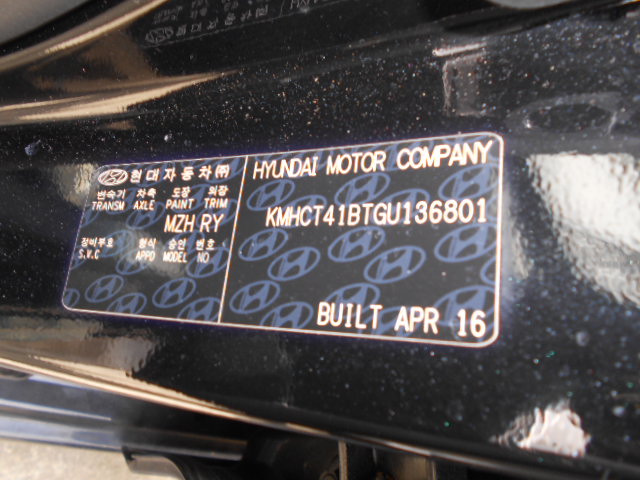 현대자동차㈜
변속기 차축 도장 의장
TRANSM AXLE PAINT TRIM
MZH RY
정비부호 형식 승인 번호
S.V.C APPD MODEL NO
HYUNDAI MOTOR COMPANY
KMHCT41BTGU136801
BUILT APR 16